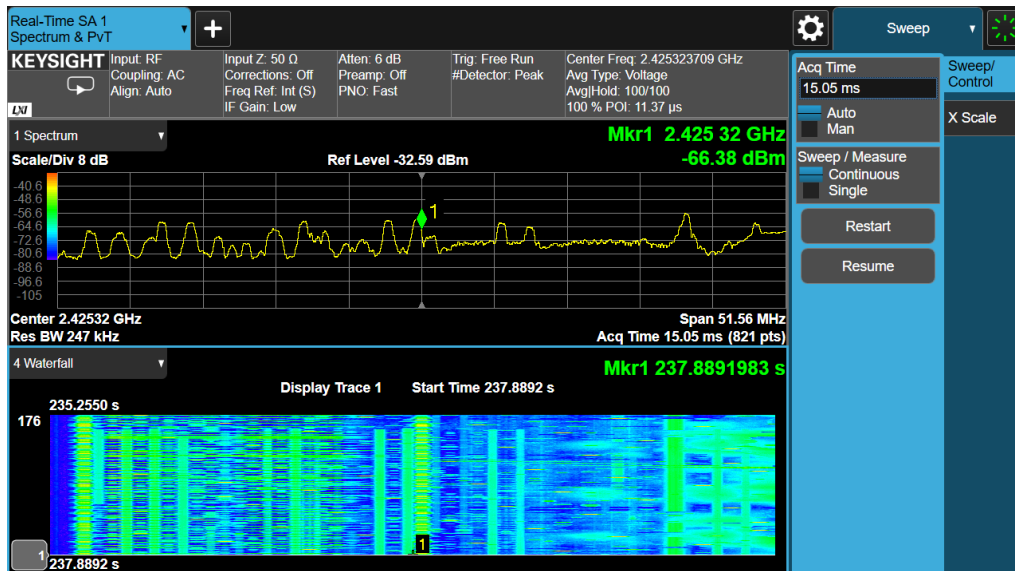 Real-Time SA 1
Spectrum & PvT
+
Sweep
KEYSIGHT
Input: RF
Coupling: AC
Align: Auto
Input Z: 50 Ω
Corrections: Off
Freq Ref: Int (S)
IF Gain: Low
Atten: 6 dB
Preamp: Off
PNO: Fast
Trig: Free Run
#Detector: Peak
Center Freq: 2.425323709 GHz
Avg Type: Voltage
Avg|Hold: 100/100
100 % POI: 11.37 µs
LXI
1 Spectrum
Mkr1 2.425 32 GHz
Scale/Div 8 dB
Ref Level -32.59 dBm
-66.38 dBm
-40.6
-48.6
-56.6
-64.6
-72.6
-80.6
-88.6
-96.6
-105
1
Center 2.42532 GHz
Span 51.56 MHz
Res BW 247 kHz
Acq Time 15.05 ms (821 pts)
4 Waterfall
Mkr1 237.8891983 s
Display Trace 1
Start Time 237.8892 s
235.2550 s
176
1
1
237.8892 s
Acq Time
15.05 ms
Auto
Man
Sweep / Measure
Continuous
Single
Restart
Resume
Sweep/
Control
X Scale